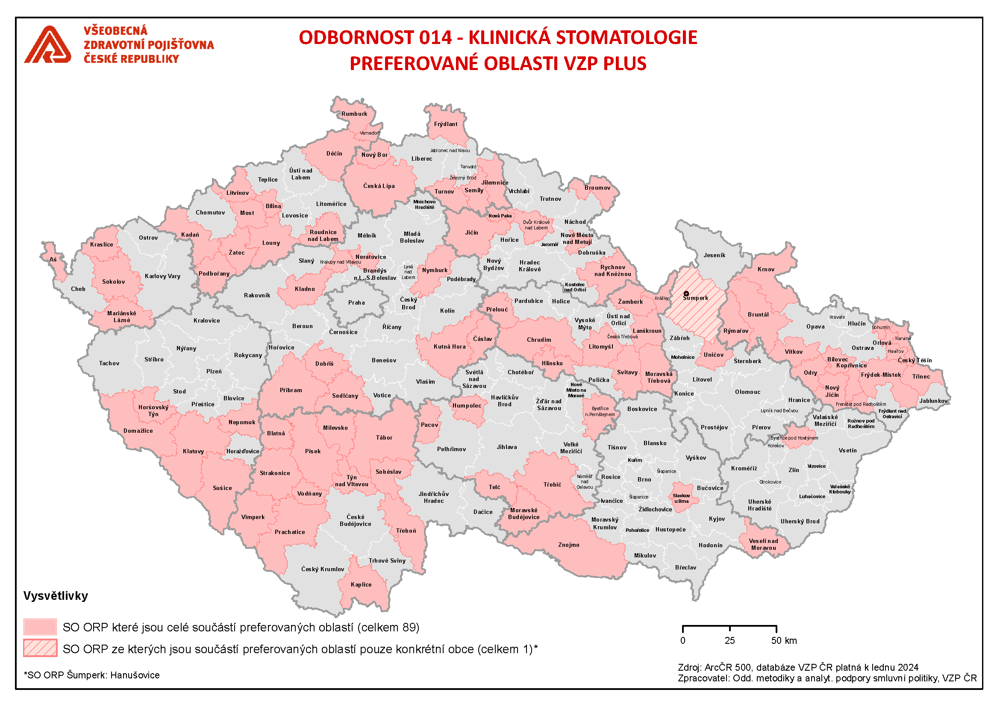 VŠEOBECNÁ
ZDRAVOTNÍ POJIŠŤOVNA
ČESKÉ REPUBLIKY
ODBORNOST 014 - KLINICKÁ STOMATOLOGIE
PREFEROVANÉ OBLASTI VZP PLUS
Rumburk
Varnsdorf
Frýdlant
Děčín
Nový Bor
Liberec
Jablonec nad Nisou
Tanvald
Železný Brod
Ústí nad
Labem
Teplice
Česká Lípa
Turnov
Semily
Jilemnice
Vrchlabí
Trutnov
Broumov
Litvínov
Bílina
Most
Chomutov
Lovosice
Litoměřice
Mnichovo
Hradiště
Nová Paka
Dvůr Králové
nad Labem
Náchod
Kadaň
Louny
Roudnice
nad Labem
Mělník
Mladá
Boleslav
Jičín
Hořice
Jaroměř
Nové Město
nad Metují
Dobruška
Ostrov
Kraslice
Aš
Žatec
Slaný
Kralupy nad Vltavou
Neratovice
Brandýs
n.L.-S.Boleslav
Lysá
nad
Labem
Nymburk
Poděbrady
Nový
Bydžov
Hradec
Králové
Rychnov
nad Kněžnou
Jeseník
Krnov
Cheb
Sokolov
Karlovy Vary
Podbořany
Kladno
Rakovník
Praha
Český
Brod
Kolín
Kostelec
nad Orlicí
Pardubice
Holice
Přelouč
Žamberk
Králíky
Šumperk
Mariánské
Lázně
Kralovice
Beroun
Černošice
Říčany
Vysoké
Mýto
Ústí nad
Orlicí
Česká Třebová
Lanškroun
Zábřeh
Rýmařov
Bruntál
Opava
Kravaře
Hlučín
Bohumín
Karviná
Orlová
Havířov
Ostrava
Český Těšín
Tachov
Stříbro
Nýřany
Plzeň
Rokycany
Hořovice
Dobříš
Benešov
Kutná Hora
Čáslav
Chrudim
Hlinsko
Litomyšl
Svitavy
Moravská
Třebová
Mohelnice
Uničov
Šternberk
Vítkov
Bílovec
Kopřivnice
Odry
Frýdek-Místek
Třinec
Nový
Jičín
Frenštát pod Radhoštěm
Frýdlant nad
Ostravicí
Jablunkov
Stod
Přeštice
Blovice
Příbram
Sedlčany
Votice
Vlašim
Světlá
nad
Sázavou
Chotěboř
Havlíčkův
Brod
Žďár nad
Sázavou
Nové
Město na
Moravě
Polička
Bystřice
n.Pernštejnem
Boskovice
Konice
Litovel
Olomouc
Hranice
Lipník nad Bečvou
Valašské
Meziříčí
Rožnov pod
Radhoštěm
Horšovský
Týn
Domažlice
Nepomuk
Klatovy
Horažďovice
Sušice
Blatná
Milevsko
Tábor
Písek
Strakonice
Soběslav
Týn
nad Vltavou
Vodňany
Pacov
Humpolec
Pelhřimov
Jihlava
Velké
Meziříčí
Tišnov
Blansko
Prostějov
Přerov
Bystřice pod Hostýnem
Holešov
Vsetín
Kuřim
Vyškov
Kroměříž
Zlín
Vizovice
Šlapanice
Rosice
Brno
Bučovice
Otrokovice
Valašské
Klobouky
Luhačovice
Telč
Třebíč
Náměšť
nad
Oslavou
Ivančice
Šlapanice
Slavkov
u Brna
Židlochovice
Uherské
Hradiště
Uherský Brod
Jindřichův
Hradec
Dačice
Moravské
Budějovice
Moravský
Krumlov
Pohořelice
Hustopeče
Kyjov
Vimperk
Prachatice
České
Budějovice
Třeboň
Znojmo
Mikulov
Hodonín
Břeclav
Veselí nad
Moravou
Trhové Sviny
Český Krumlov
Kaplice
Vysvětlivky
SO ORP které jsou celé součástí preferovaných oblastí (celkem 89)
SO ORP ze kterých jsou součástí preferovaných oblastí pouze konkrétní obce (celkem 1)*
*SO ORP Šumperk: Hanušovice
0 25 50 km
Zdroj: ArcČR 500, databáze VZP ČR platná k lednu 2024
Zpracovatel: Odd. metodiky a analyt. podpory smluvní politiky, VZP ČR